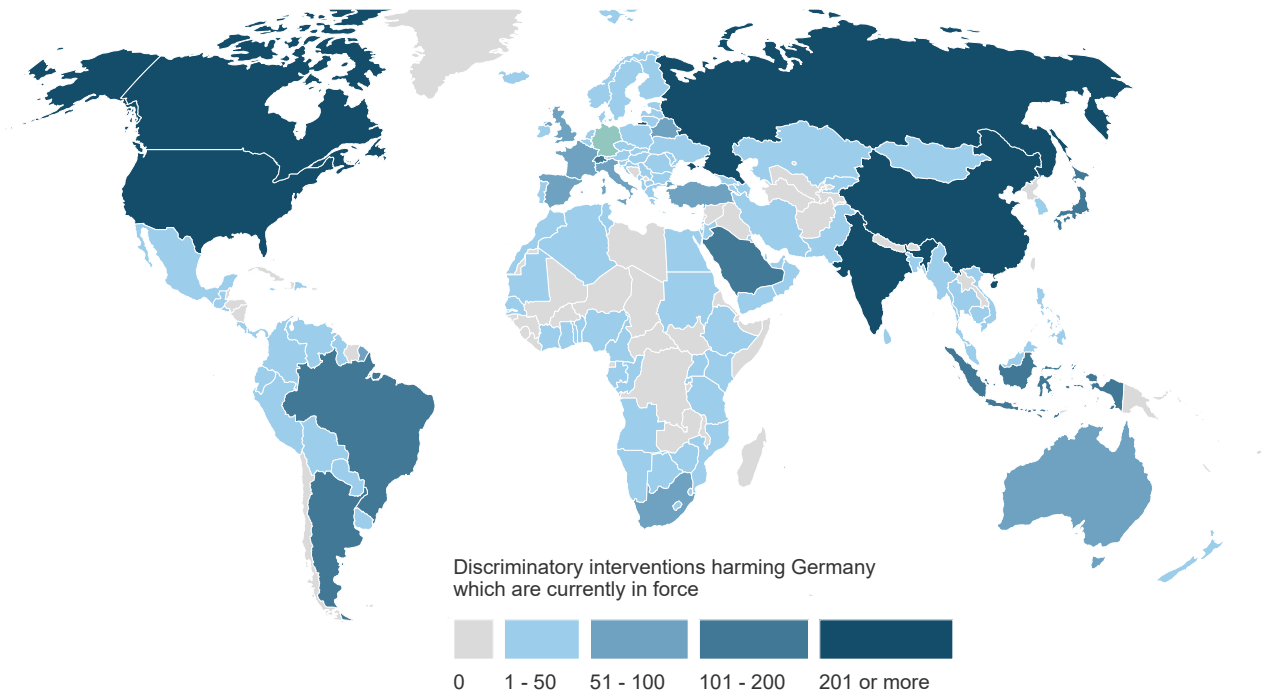 Discriminatory interventions harming Germany
which are currently in force
0
1 - 50
51 - 100
101 - 200
201 or more